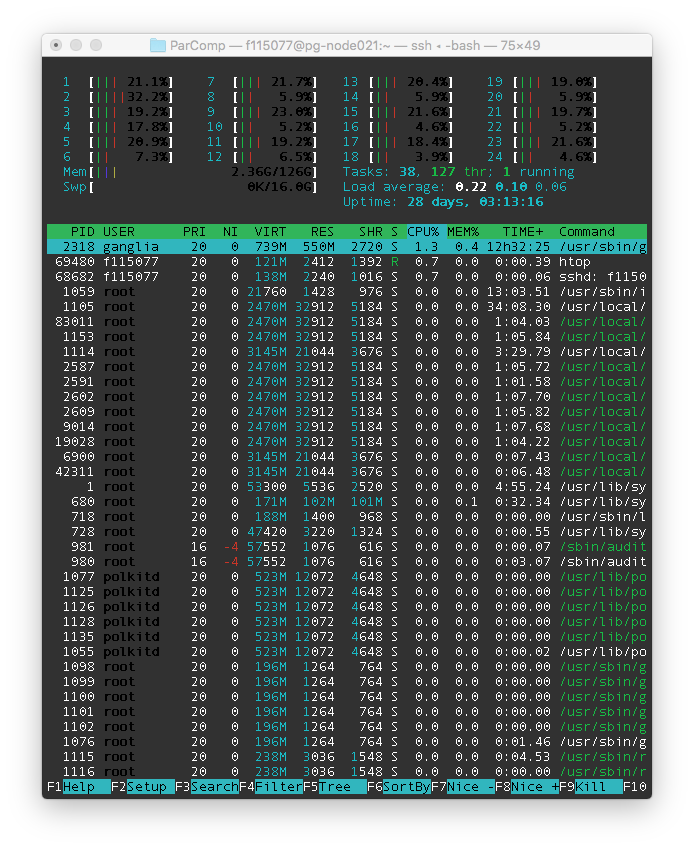 ParComp — f115077@pg-node021:~ — ssh ◂ -bash — 75×49
1 [||| 21.1%] 7 [||| 21.7%] 13 [||| 20.4%] 19 [||| 19.0%]
2 [||||32.2%] 8 [|| 5.9%] 14 [|| 5.9%] 20 [|| 5.9%]
3 [||| 19.2%] 9 [||| 23.0%] 15 [||| 21.6%] 21 [||| 19.7%]
4 [||| 17.8%] 10 [|| 5.2%] 16 [|| 4.6%] 22 [|| 5.2%]
5 [||| 20.9%] 11 [||| 19.2%] 17 [||| 18.4%] 23 [||| 21.6%]
6 [|| 7.3%] 12 [|| 6.5%] 18 [|| 3.9%] 24 [|| 4.6%]
Mem[||| 2.36G/126G] Tasks: 38, 127 thr; 1 running
Swp[ 0K/16.0G] Load average: 0.22 0.10 0.06
Uptime: 28 days, 03:13:16
PID USER PRI NI VIRT RES SHR S CPU% MEM% TIME+ Command
2318 ganglia 20 0 739M 550M 2720 S 1.3 0.4 12h32:25 /usr/sbin/g
69480 f115077 20 0 121M 2412 1392 R 0.7 0.0 0:00.39 htop
68682 f115077 20 0 138M 2240 1016 S 0.7 0.0 0:00.06 sshd: f1150
1059 root 20 0 21760 1428 976 S 0.0 0.0 13:03.51 /usr/sbin/i
1105 root 20 0 2470M 32912 5184 S 0.0 0.0 34:08.30 /usr/local/
83011 root 20 0 2470M 32912 5184 S 0.0 0.0 1:04.03 /usr/local/
1153 root 20 0 2470M 32912 5184 S 0.0 0.0 1:05.84 /usr/local/
1114 root 20 0 3145M 21044 3676 S 0.0 0.0 3:29.79 /usr/local/
2587 root 20 0 2470M 32912 5184 S 0.0 0.0 1:05.72 /usr/local/
2591 root 20 0 2470M 32912 5184 S 0.0 0.0 1:01.58 /usr/local/
2602 root 20 0 2470M 32912 5184 S 0.0 0.0 1:07.70 /usr/local/
2609 root 20 0 2470M 32912 5184 S 0.0 0.0 1:05.82 /usr/local/
9014 root 20 0 2470M 32912 5184 S 0.0 0.0 1:07.68 /usr/local/
19028 root 20 0 2470M 32912 5184 S 0.0 0.0 1:04.22 /usr/local/
6900 root 20 0 3145M 21044 3676 S 0.0 0.0 0:07.43 /usr/local/
42311 root 20 0 3145M 21044 3676 S 0.0 0.0 0:06.48 /usr/local/
1 root 20 0 53300 5536 2520 S 0.0 0.0 4:55.24 /usr/lib/sy
680 root 20 0 171M 102M 101M S 0.0 0.1 0:32.34 /usr/lib/sy
718 root 20 0 188M 1400 968 S 0.0 0.0 0:00.00 /usr/sbin/l
728 root 20 0 47420 3220 1324 S 0.0 0.0 0:00.55 /usr/lib/sy
981 root 16 -4 57552 1076 616 S 0.0 0.0 0:00.07 /sbin/audit
980 root 16 -4 57552 1076 616 S 0.0 0.0 0:03.07 /sbin/audit
1077 polkitd 20 0 523M 12072 4648 S 0.0 0.0 0:00.00 /usr/lib/po
1125 polkitd 20 0 523M 12072 4648 S 0.0 0.0 0:00.00 /usr/lib/po
1126 polkitd 20 0 523M 12072 4648 S 0.0 0.0 0:00.00 /usr/lib/po
1128 polkitd 20 0 523M 12072 4648 S 0.0 0.0 0:00.00 /usr/lib/po
1135 polkitd 20 0 523M 12072 4648 S 0.0 0.0 0:00.00 /usr/lib/po
1055 polkitd 20 0 523M 12072 4648 S 0.0 0.0 0:00.02 /usr/lib/po
1098 root 20 0 196M 1264 764 S 0.0 0.0 0:00.00 /usr/sbin/g
1099 root 20 0 196M 1264 764 S 0.0 0.0 0:00.00 /usr/sbin/g
1100 root 20 0 196M 1264 764 S 0.0 0.0 0:00.00 /usr/sbin/g
1101 root 20 0 196M 1264 764 S 0.0 0.0 0:00.00 /usr/sbin/g
1102 root 20 0 196M 1264 764 S 0.0 0.0 0:00.00 /usr/sbin/g
1076 root 20 0 196M 1264 764 S 0.0 0.0 0:01.46 /usr/sbin/g
1115 root 20 0 238M 3036 1548 S 0.0 0.0 0:04.53 /usr/sbin/r
1116 root 20 0 238M 3036 1548 S 0.0 0.0 0:00.00 /usr/sbin/r
F1Help F2Setup F3SearchF4FilterF5Tree F6SortByF7Nice -F8Nice +F9Kill F10